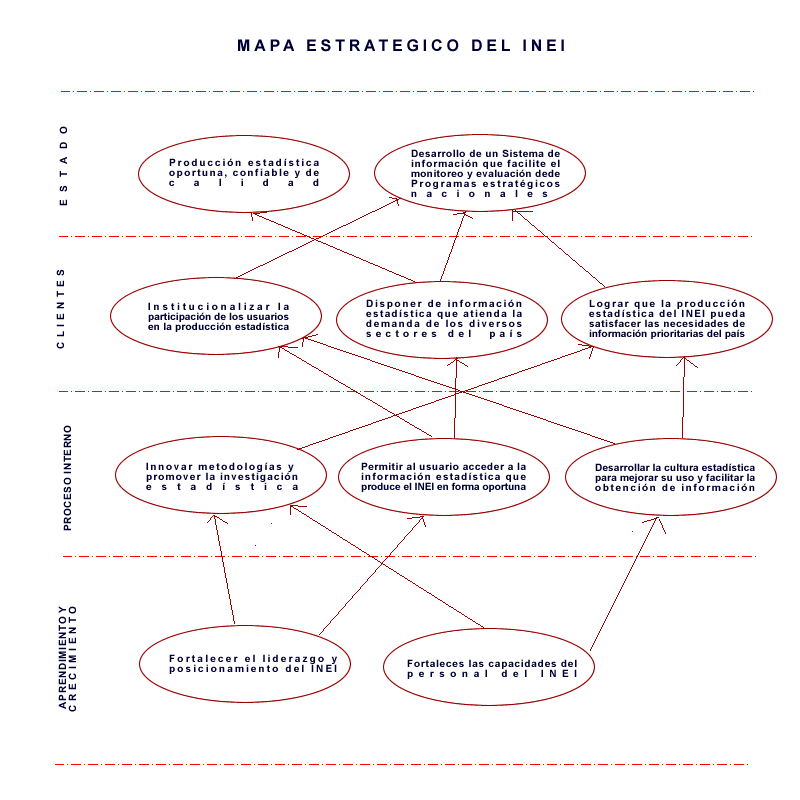 MAPA ESTRATEGICO DEL INEI
ESTADO
Producción estadística
oportuna, confiable y de
calidad
Desarrollo de un Sistema de
información que facilite el
monitoreo y evaluación dede
Programas estratégicos
nacionales
CLIENTES
Institucionalizar la
participación de los usuarios
en la producción estadística
Disponer de información
estadística que atienda la
demanda de los diversos
sectores del país
Lograr que la producción
estadística del INEI pueda
satisfacer las necesidades de
información prioritarias del país
PROCESO INTERNO
Innovar metodologías y
promover la investigación
estadística
Permitir al usuario acceder a la
información estadística que
produce el INEI en forma oportuna
Desarrollar la cultura estadística
para mejorar su uso y facilitar la
obtención de información
APRENDIMIENTO Y
CRECIMIENTO
Fortalecer el liderazgo y
posicionamiento del INEI
Fortaleces las capacidades del
personal del INEI